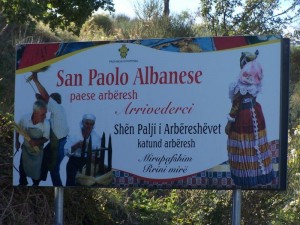 San Paolo Albanese
paese arbëresh
Arrivederci
Shën Palji i Arbëreshëvet
katund arbëresh
Mirupafshim
Rrini mirë